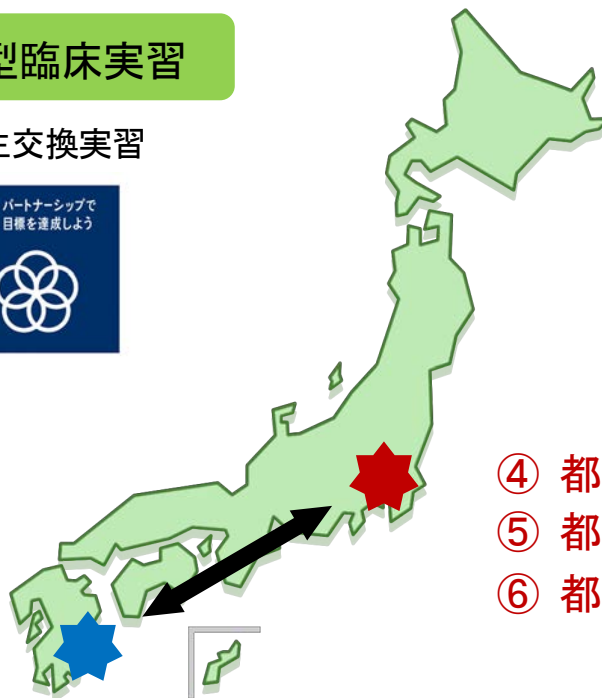 型臨床実習
生交換実習
パートナーシップで
目標を達成しよう
④ 都
⑤ 都
⑥ 都